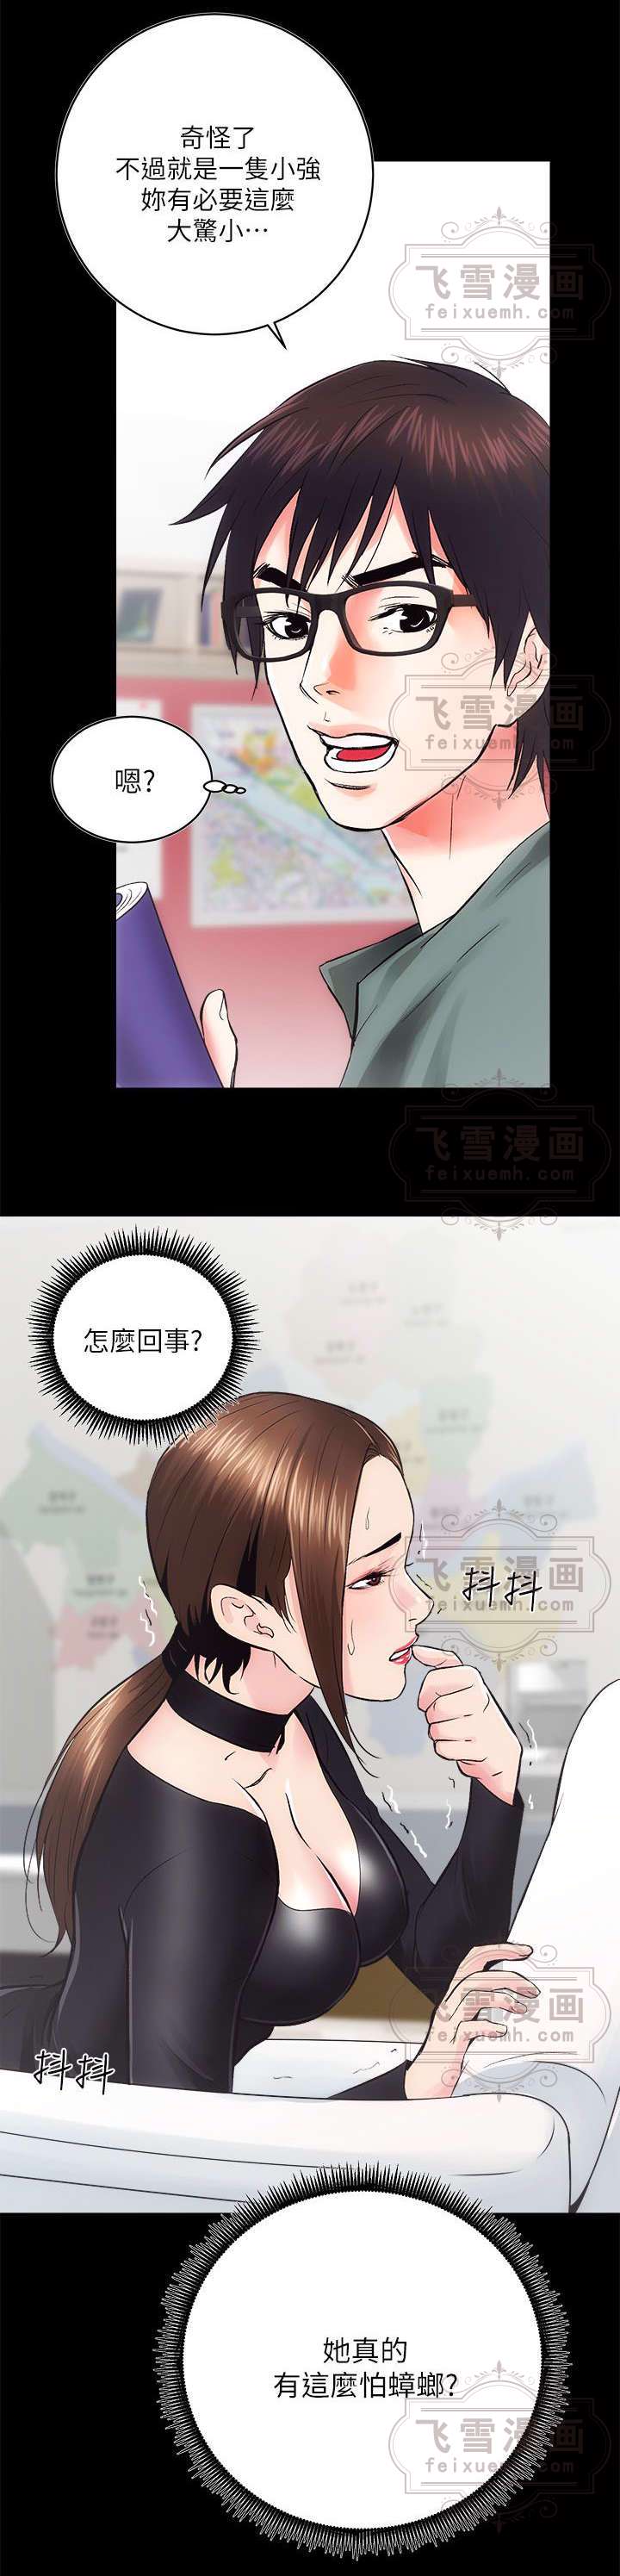 奇怪了
不過就是一隻小強
妳有必要這麼
大驚小…
飞雪漫画
feixuemh.com
嗯?
飞雪漫画
feixuemh.com
飞雪漫画
feixuemh.com
怎麼回事?
飞雪漫画
feixuemh.com
抖抖
飞雪漫画
feixuemh.com
抖抖
她真的
有這麼怕蟑螂?
飞雪漫画
feixuemh.com